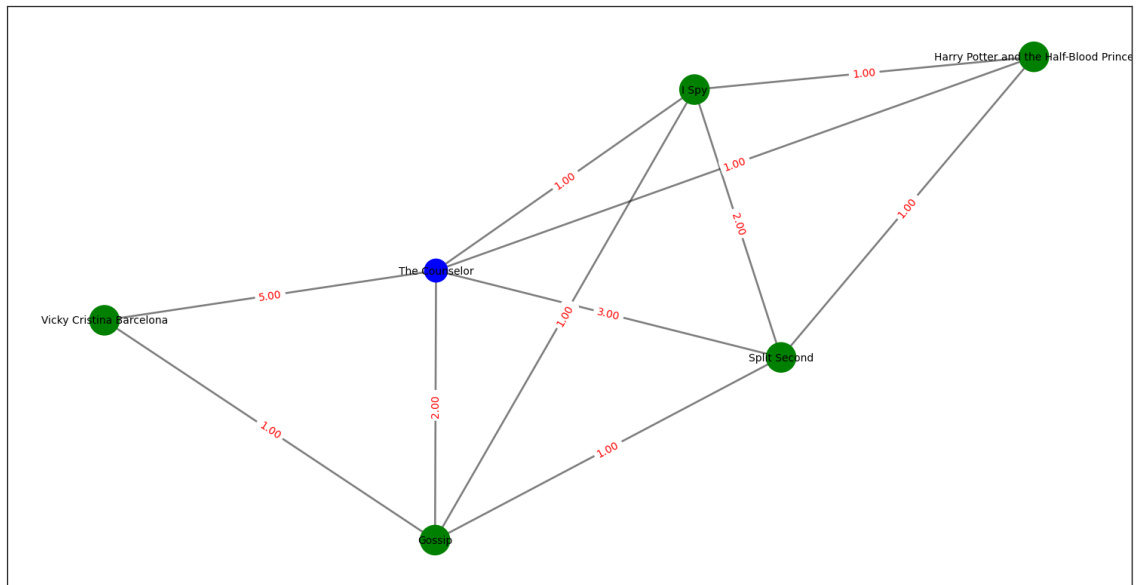 Harry Potter and the Half-Blood Prince
1.00
I Spy
1.00
1.00
1.00
2.00
The Counselor
5.00
3.00
1.00
Vicky Cristina Barcelona
Split Second
2.00
1.00
1.00
Gossip